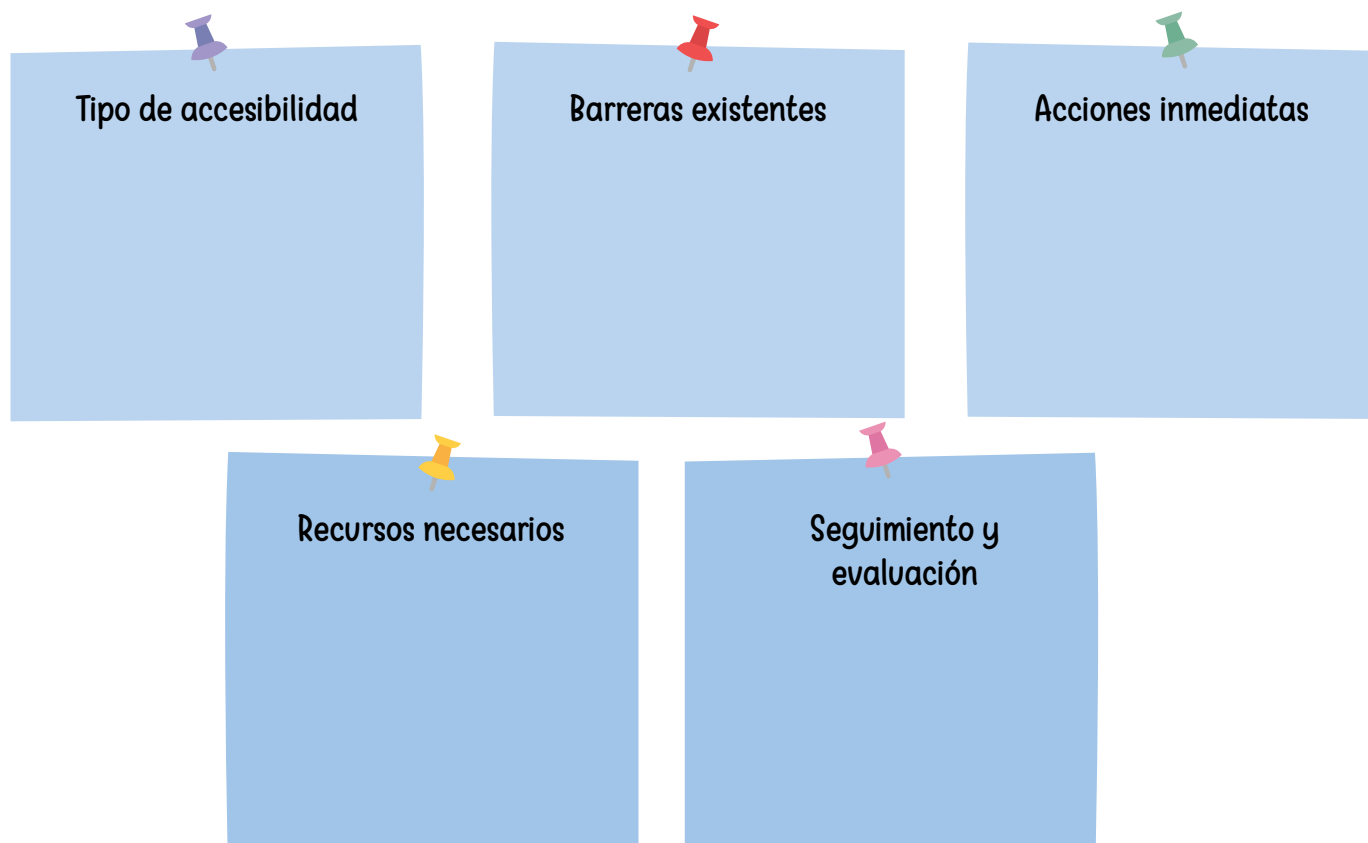 Tipo de accesibilidad
Barreras existentes
Acciones inmediatas
Recursos necesarios
Seguimiento y
evaluación